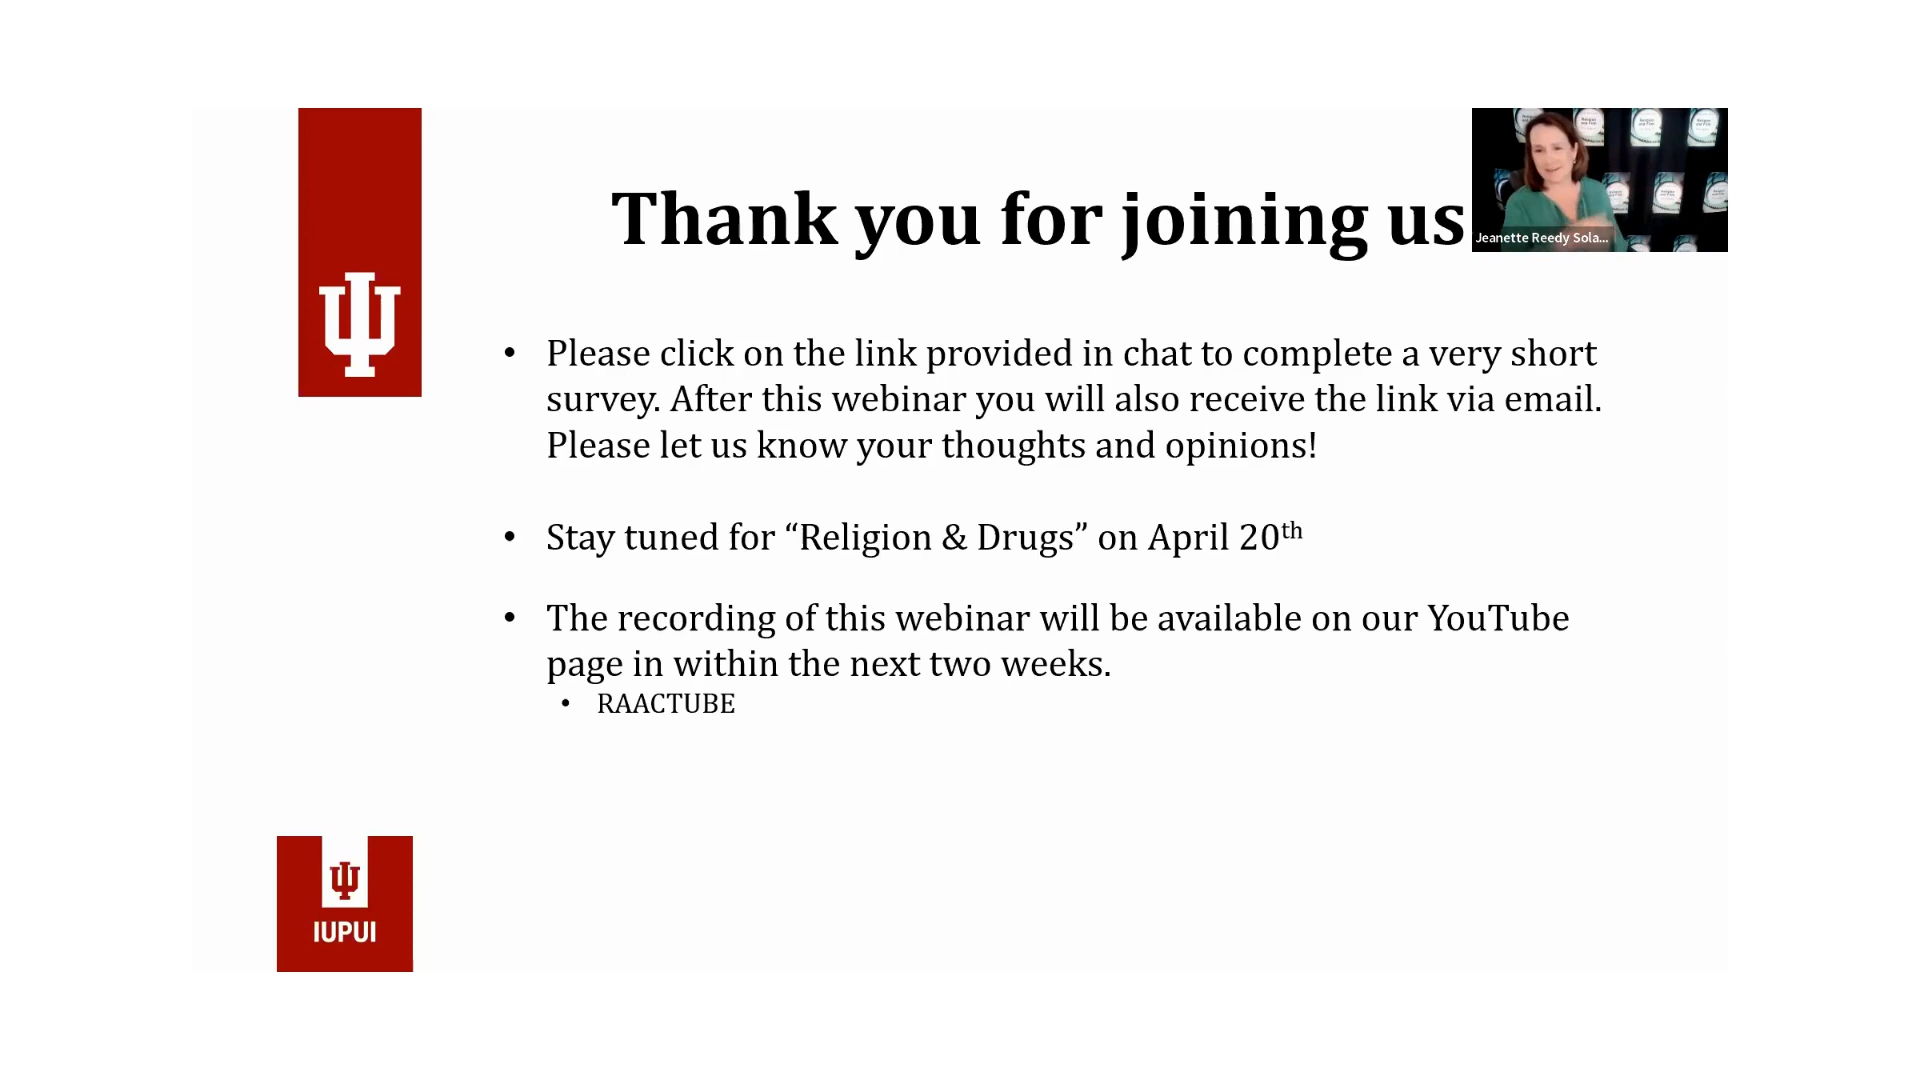 Thank you for joining us
Jeanette Reedy Sola...
• Please click on the link provided in chat to complete a very short
survey. After this webinar you will also receive the link via email.
Please let us know your thoughts and opinions!
• Stay tuned for “Religion & Drugs” on April 20th
• The recording of this webinar will be available on our YouTube
page in within the next two weeks.
• RAACTUBE
IUPUI